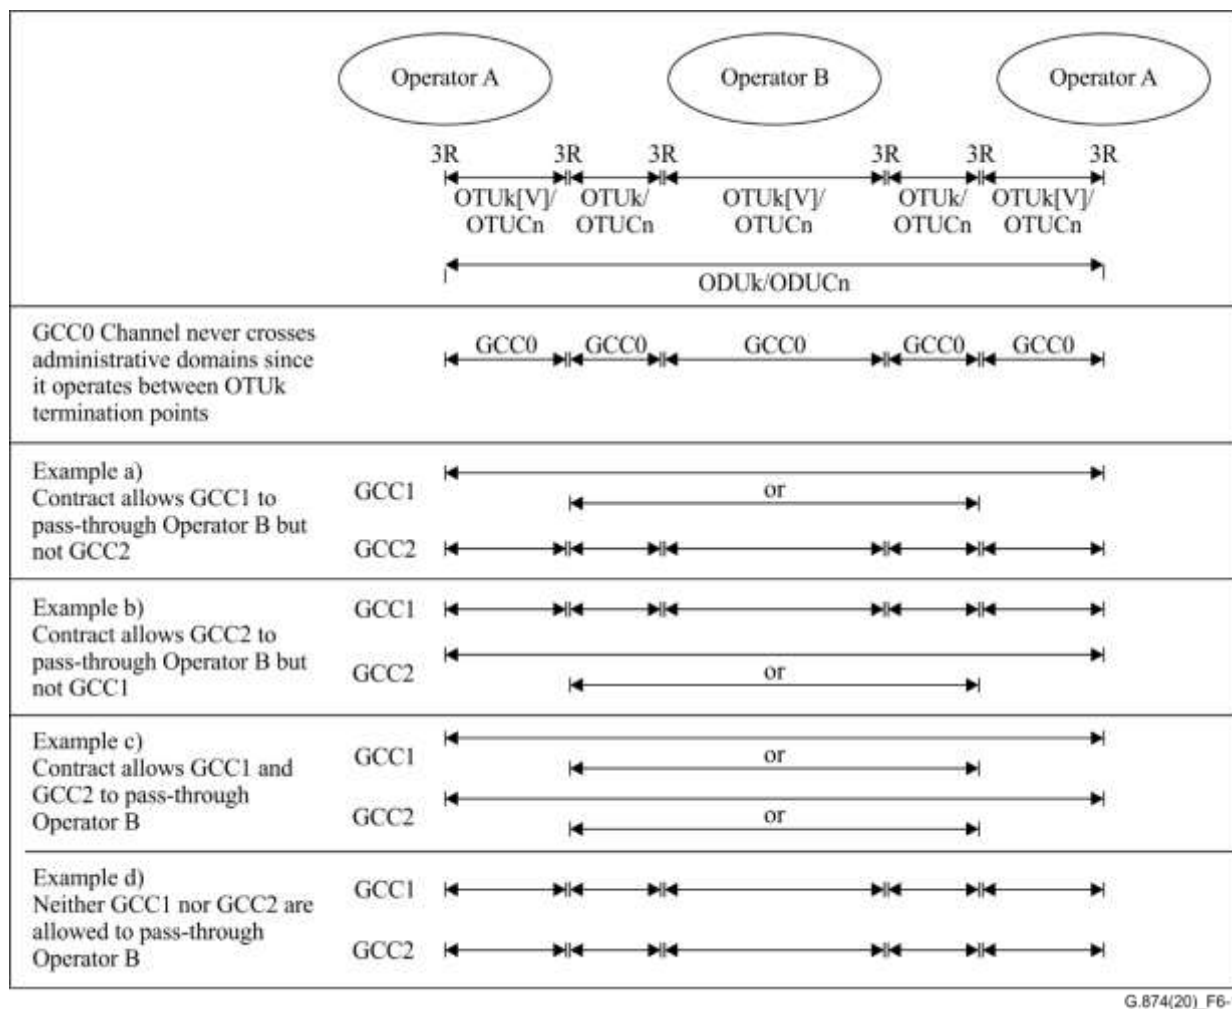 Operator A
Operator B
Operator A
3R 3R 3R 3R 3R 3R
OTUk[V]/ OTUk/ OTUk[V]/ OTUk/ OTUk[V]/
OTUCn OTUCn OTUCn OTUCn OTUCn
ODUk/ODUCn
GCC0 Channel never crosses
administrative domains since
it operates between OTUk
termination points
GCC0 GCC0 GCC0 GCC0 GCC0
Example a)
Contract allows GCC1 to
pass-through Operator B but
not GCC2
GCC1
or
GCC2
Example b)
Contract allows GCC2 to
pass-through Operator B but
not GCC1
GCC1
GCC2
or
Example c)
Contract allows GCC1 and
GCC2 to pass-through
Operator B
GCC1
or
GCC2
or
Example d)
Neither GCC1 nor GCC2 are
allowed to pass-through
Operator B
GCC1
GCC2
G.874(20)_F6-